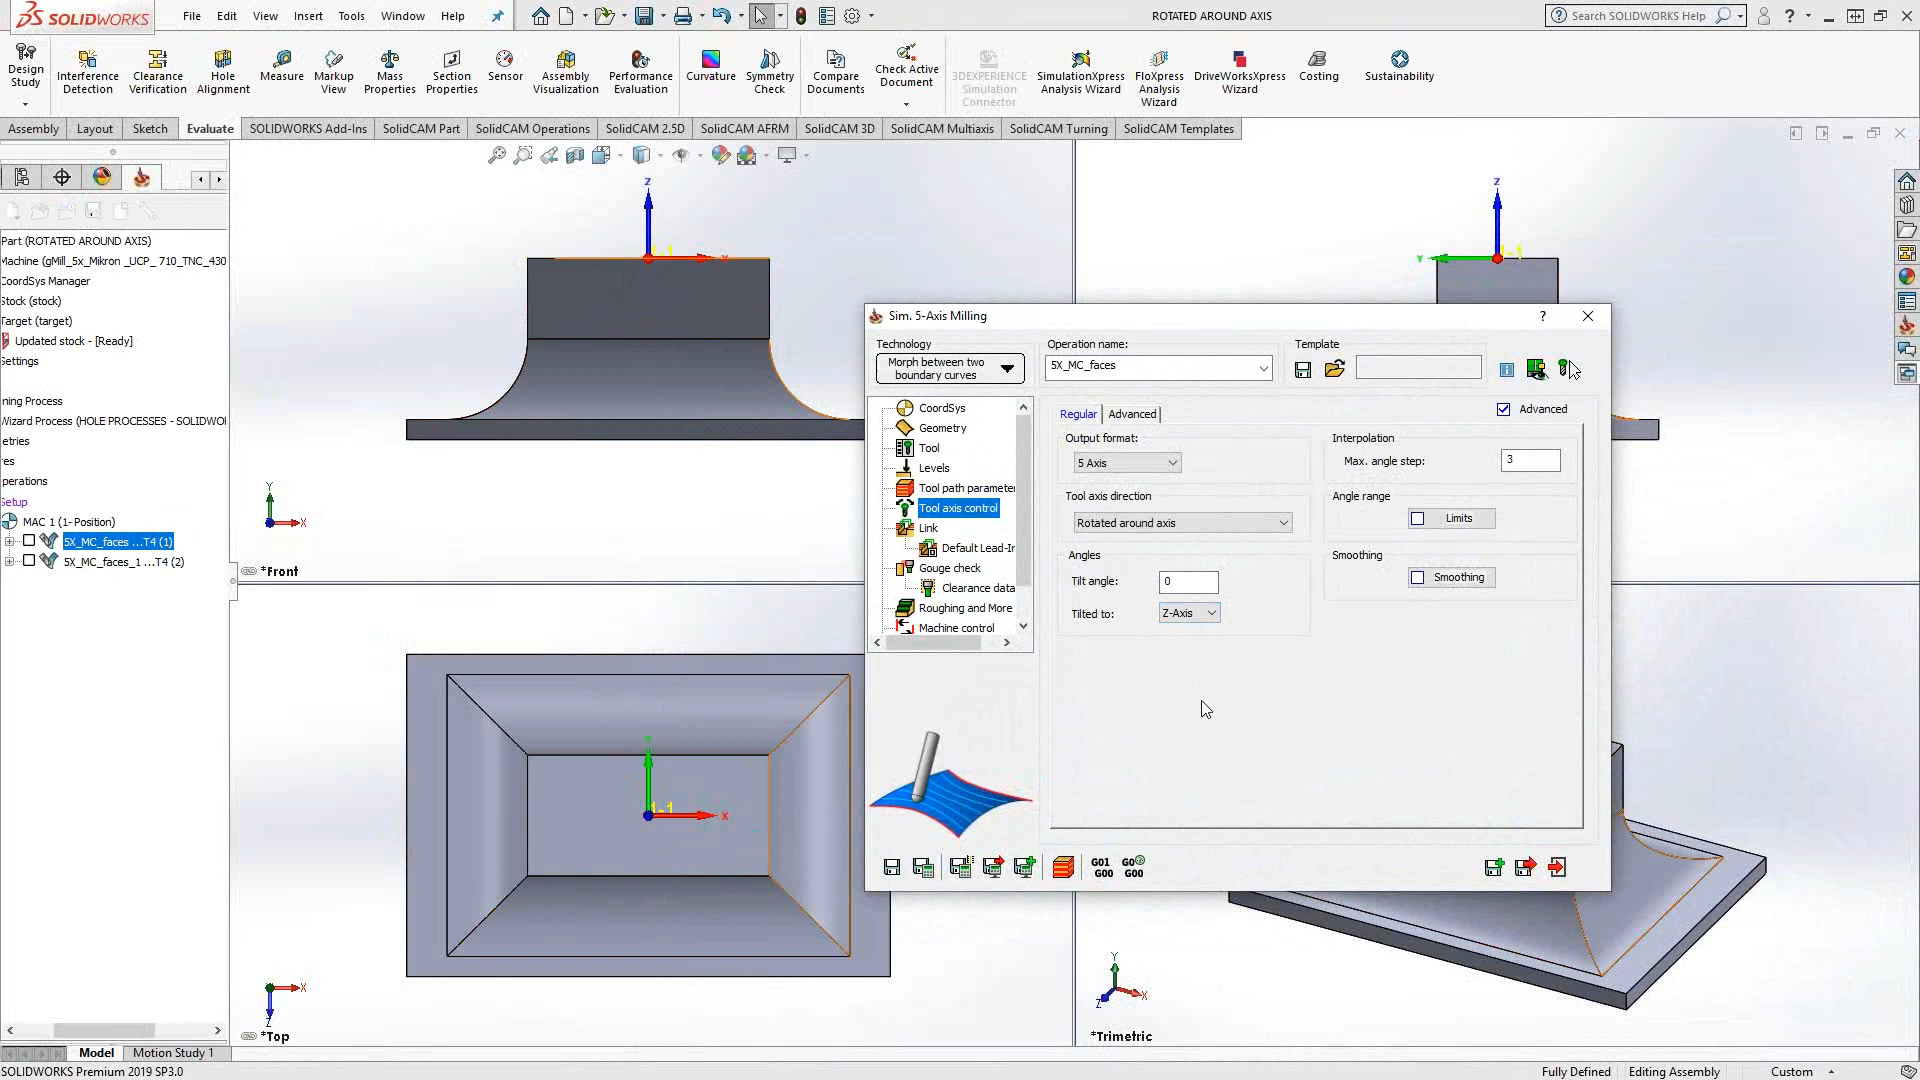 SOLIDWORKS
File Edit View Insert Tools Window Help
ROTATED AROUND AXIS
Search SOLIDWORKS Help
Design Study
Interference Detection
Clearance Verification
Hole Alignment
Measure
Markup View
Mass Properties
Section Properties
Sensor
Assembly Visualization
Performance Evaluation
Curvature
Symmetry Check
Compare Documents
Check Active Document
3DEXPERIENCE Simulation Connector
SimulationXpress Analysis Wizard
FloXpress Analysis Wizard
DriveWorksXpress Wizard
Costing
Sustainability
Assembly Layout Sketch Evaluate SOLIDWORKS Add-Ins SolidCAM Part SolidCAM Operations SolidCAM 2.5D SolidCAM AFRM SolidCAM 3D SolidCAM Multiaxis SolidCAM Turning SolidCAM Templates
Part (ROTATED AROUND AXIS)
Machine (gMill_5x_Mikron _UCP_ 710_TNC_430
CoordSys Manager
Stock (stock)
Target (target)
Updated stock - [Ready]
Settings
ning Process
Wizard Process (HOLE PROCESSES - SOLIDWO
etries
res
perations
Setup
MAC 1 (1- Position)
5X_MC_faces ...T4 (1)
5X_MC_faces_1 ...T4 (2)
Z
1-1
X
Y
X
*Front
Z
1-1
Y
Y
1-1
X
X
Z
*Top
Y
X
Z
*Trimetric
Sim. 5-Axis Milling
?
Technology
Morph between two boundary curves
Operation name:
5X_MC_faces
Template
CoordSys
Geometry
Tool
Levels
Tool path parameter
Tool axis control
Link
Default Lead-Ir
Gouge check
Clearance data
Roughing and More
Machine control
Regular Advanced
Advanced
Output format:
5 Axis
Tool axis direction
Rotated around axis
Angles
Tilt angle: 0
Tilted to: Z-Axis
Interpolation
Max. angle step: 3
Angle range
Limits
Smoothing
Smoothing
G01 G00
G0 G00
Model Motion Study 1
SOLIDWORKS Premium 2019 SP3.0
Fully Defined Editing Assembly Custom